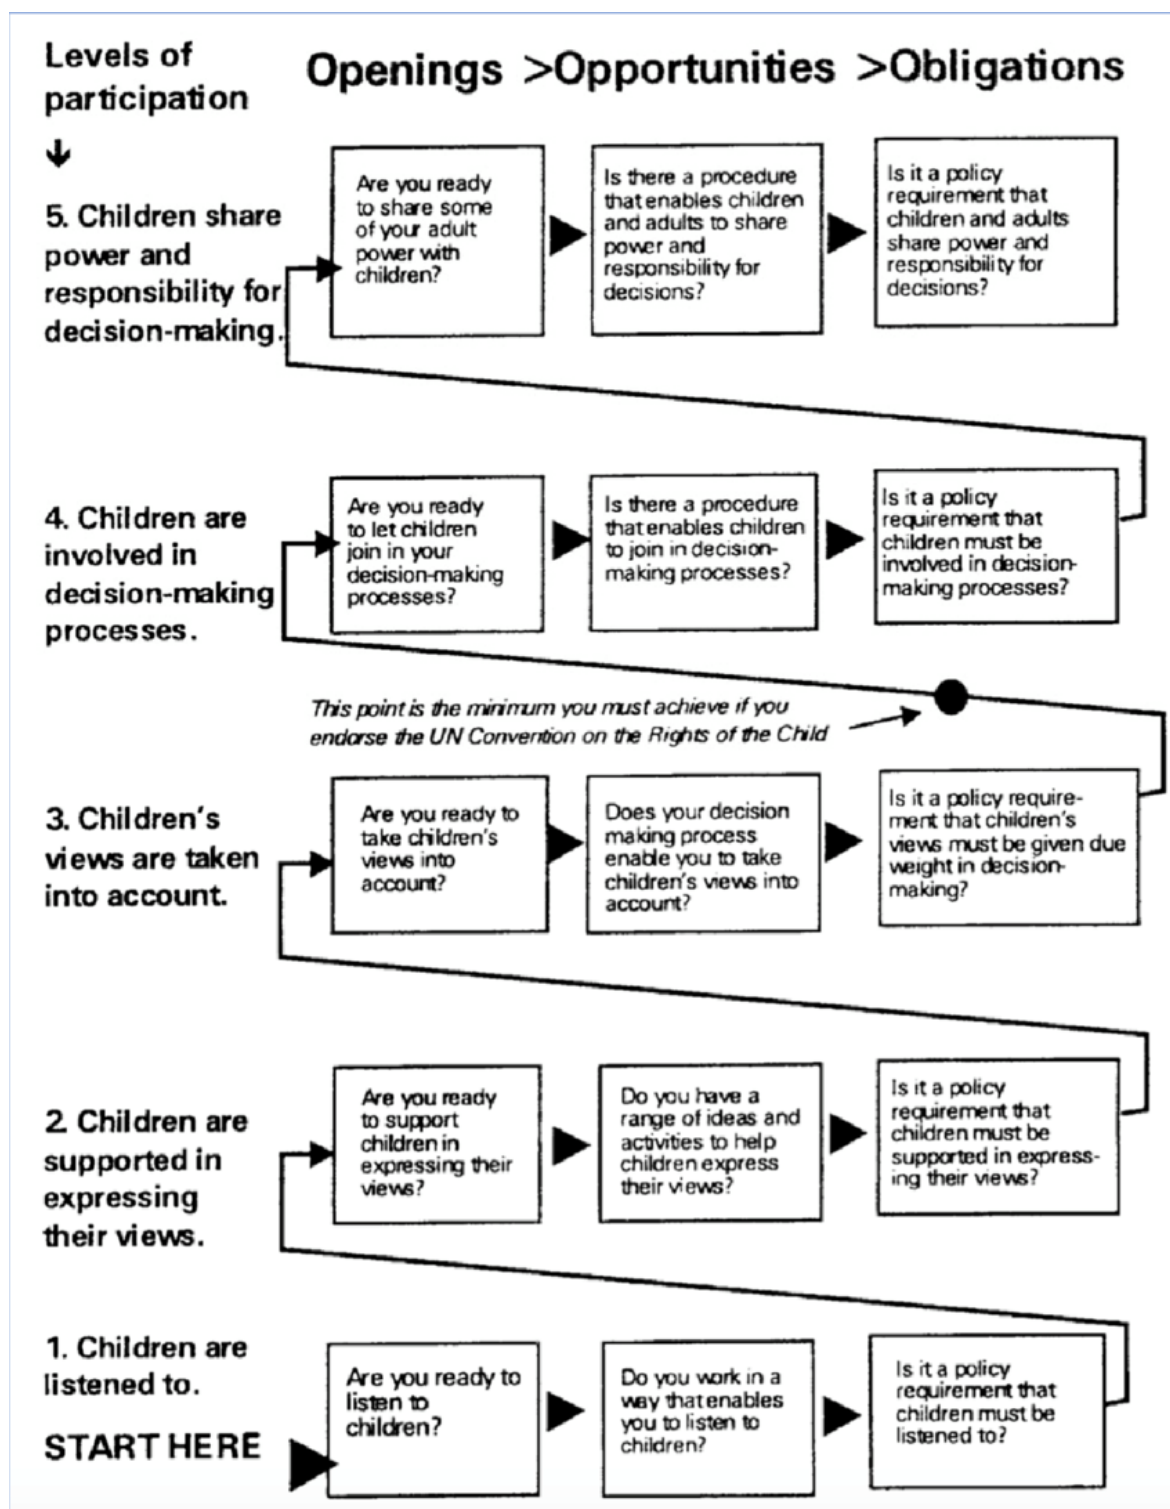 Levels of
participation
↓
Openings >Opportunities >Obligations
5. Children share
power and
responsibility for
decision-making.
Are you ready
to share some
of your adult
power with
children?
Is there a procedure
that enables children
and adults to share
power and
responsibility for
decisions?
Is it a policy
requirement that
children and adults
share power and
responsibility for
decisions?
4. Children are
involved in
decision-making
processes.
Are you ready
to let children
join in your
decision-making
processes?
Is there a procedure
that enables children
to join in decision-
making processes?
Is it a policy
requirement that
children must be
involved in decision-
making processes?
This point is the minimum you must achieve if you
endorse the UN Convention on the Rights of the Child
3. Children's
views are taken
into account.
Are you ready to
take children's
views into
account?
Does your decision
making process
enable you to take
children's views into
account?
Is it a policy require-
ment that children's
views must be given due
weight in decision-
making?
2. Children are
supported in
expressing
their views.
Are you ready
to support
children in
expressing their
views?
Do you have a
range of ideas and
activities to help
children express
their views?
Is it a policy
requirement that
children must be
supported in express-
ing their views?
1. Children are
listened to.
START HERE
Are you ready to
listen to
children?
Do you work in a
way that enables
you to listen to
children?
Is it a policy
requirement that
children must be
listened to?